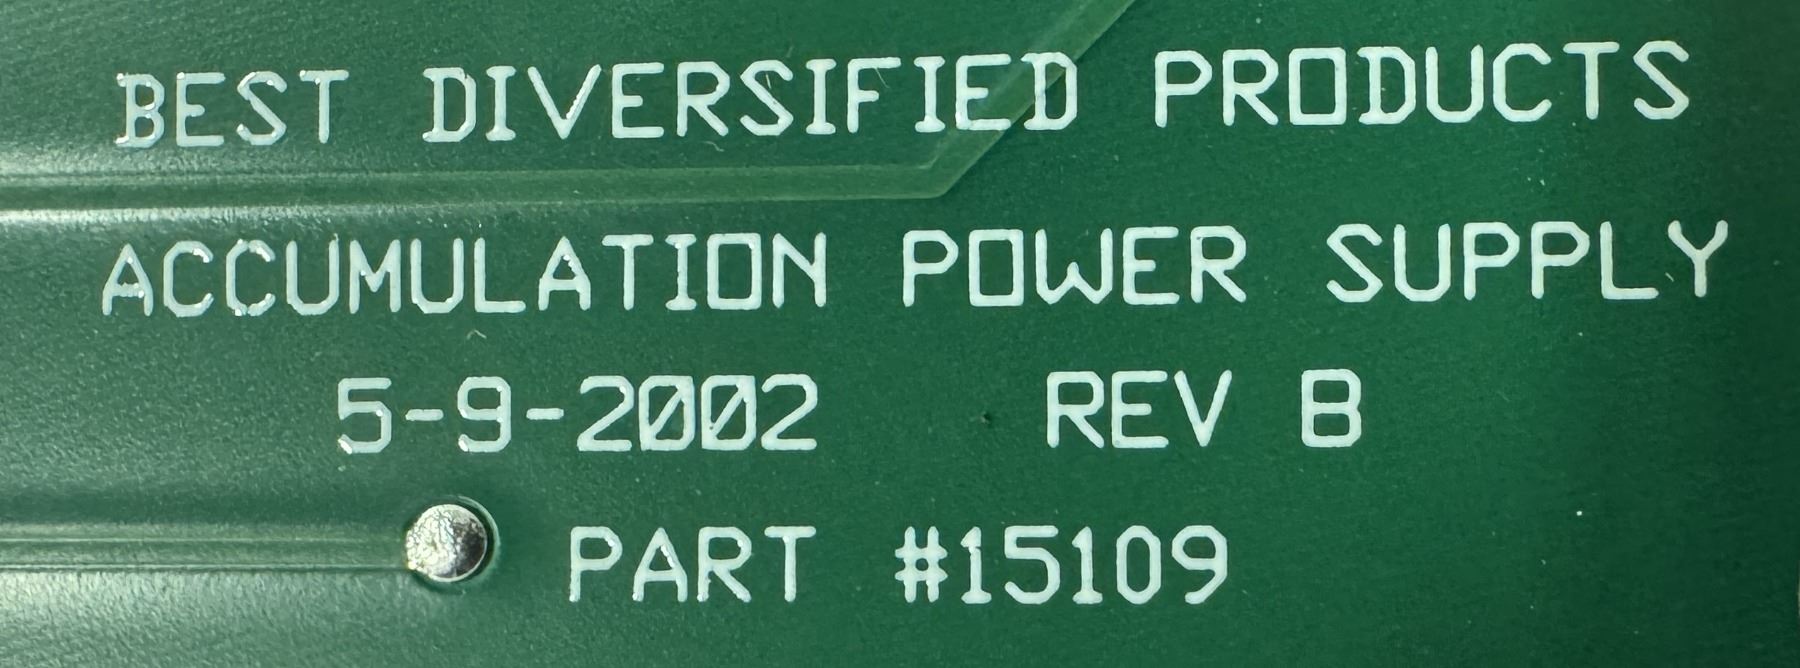 BEST DIVERSIFIED PRODUCTS
ACCUMULATION POWER SUPPLY
5-9-2002 REV B
PART #15109